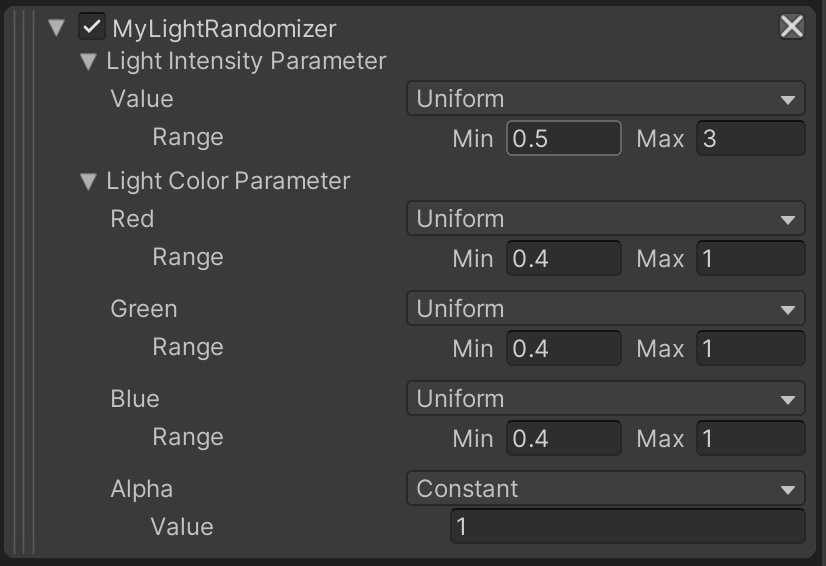 MyLightRandomizer
Light Intensity Parameter
Value Uniform
Range Min 0.5 Max 3
Light Color Parameter
Red Uniform
Range Min 0.4 Max 1
Green Uniform
Range Min 0.4 Max 1
Blue Uniform
Range Min 0.4 Max 1
Alpha Constant
Value 1